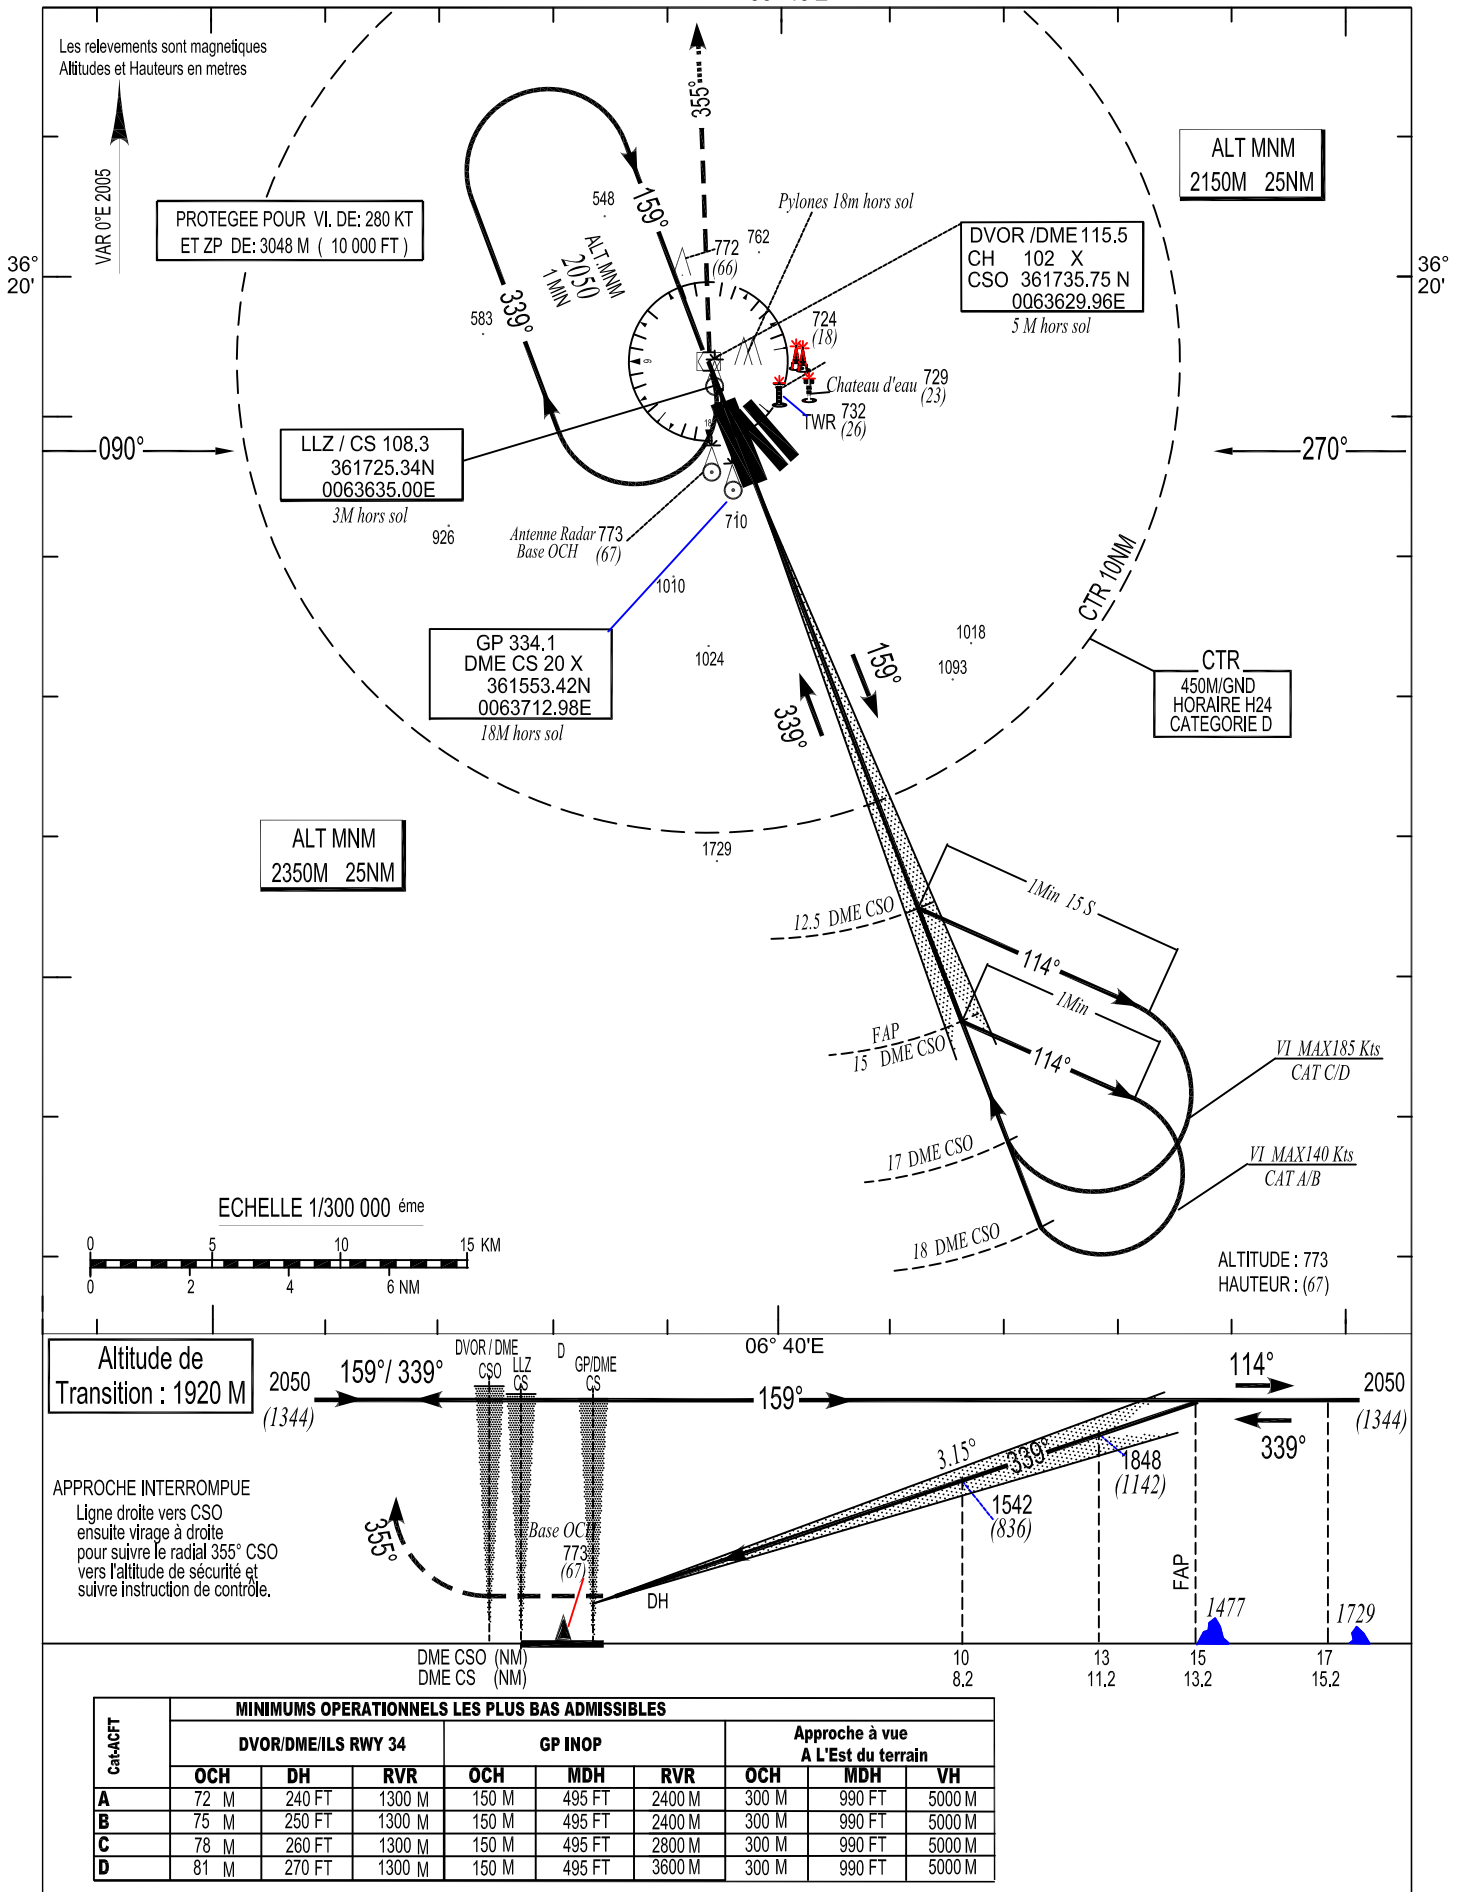 Les relevements sont magnetiques
Altitudes et Hauteurs en metres
VAR 0°E 2005
PROTEGEE POUR VI. DE: 280 KT
ET ZP DE: 3048 M ( 10 000 FT )
36°
20'
36°
20'
355°
159°
339°
ALT.MNM
2050
1 MIN
548
583
772
(66)
762
Pylones 18m hors sol
ALT MNM
2150M 25NM
DVOR /DME 115.5
CH 102 X
CSO 361735.75 N
0063629.96E
5 M hors sol
724
(18)
Chateau d'eau 729
(23)
TWR 732
(26)
090°
270°
LLZ / CS 108.3
361725.34N
0063635.00E
3M hors sol
926
Antenne Radar 773
Base OCH (67)
710
1010
GP 334.1
DME CS 20 X
361553.42N
0063712.98E
18M hors sol
1024
1018
1093
159°
339°
CTR 10NM
CTR
450M/GND
HORAIRE H24
CATEGORIE D
ALT MNM
2350M 25NM
1729
12.5 DME CSO
1Min 15 S
114°
1Min
FAP
15 DME CSO
114°
VI MAX185 Kts
CAT C/D
17 DME CSO
VI MAX140 Kts
CAT A/B
18 DME CSO
ECHELLE 1/300 000 éme
0 5 10 15 KM
0 2 4 6 NM
ALTITUDE : 773
HAUTEUR : (67)
06° 40'E
Altitude de
Transition : 1920 M
2050
(1344)
159°/ 339°
DVOR / DME
CSO
LLZ
CS
D
GP/DME
CS
159°
114°
2050
(1344)
339°
3.15°
339°
1848
(1142)
1542
(836)
APPROCHE INTERROMPUE
Ligne droite vers CSO
ensuite virage à droite
pour suivre le radial 355° CSO
vers l'altitude de sécurité et
suivre instruction de contrôle.
355°
773
(67)
DH
FAP
1477
1729
DME CSO (NM) 10 13 15 17
DME CS (NM) 8.2 11.2 13.2 15.2
Cat-ACFT
MINIMUMS OPERATIONNELS LES PLUS BAS ADMISSIBLES
DVOR/DME/ILS RWY 34 GP INOP Approche à vue
A L'Est du terrain
OCH DH RVR OCH MDH RVR OCH MDH VH
A 72 M 240 FT 1300 M 150 M 495 FT 2400 M 300 M 990 FT 5000 M
B 75 M 250 FT 1300 M 150 M 495 FT 2400 M 300 M 990 FT 5000 M
C 78 M 260 FT 1300 M 150 M 495 FT 2800 M 300 M 990 FT 5000 M
D 81 M 270 FT 1300 M 150 M 495 FT 3600 M 300 M 990 FT 5000 M